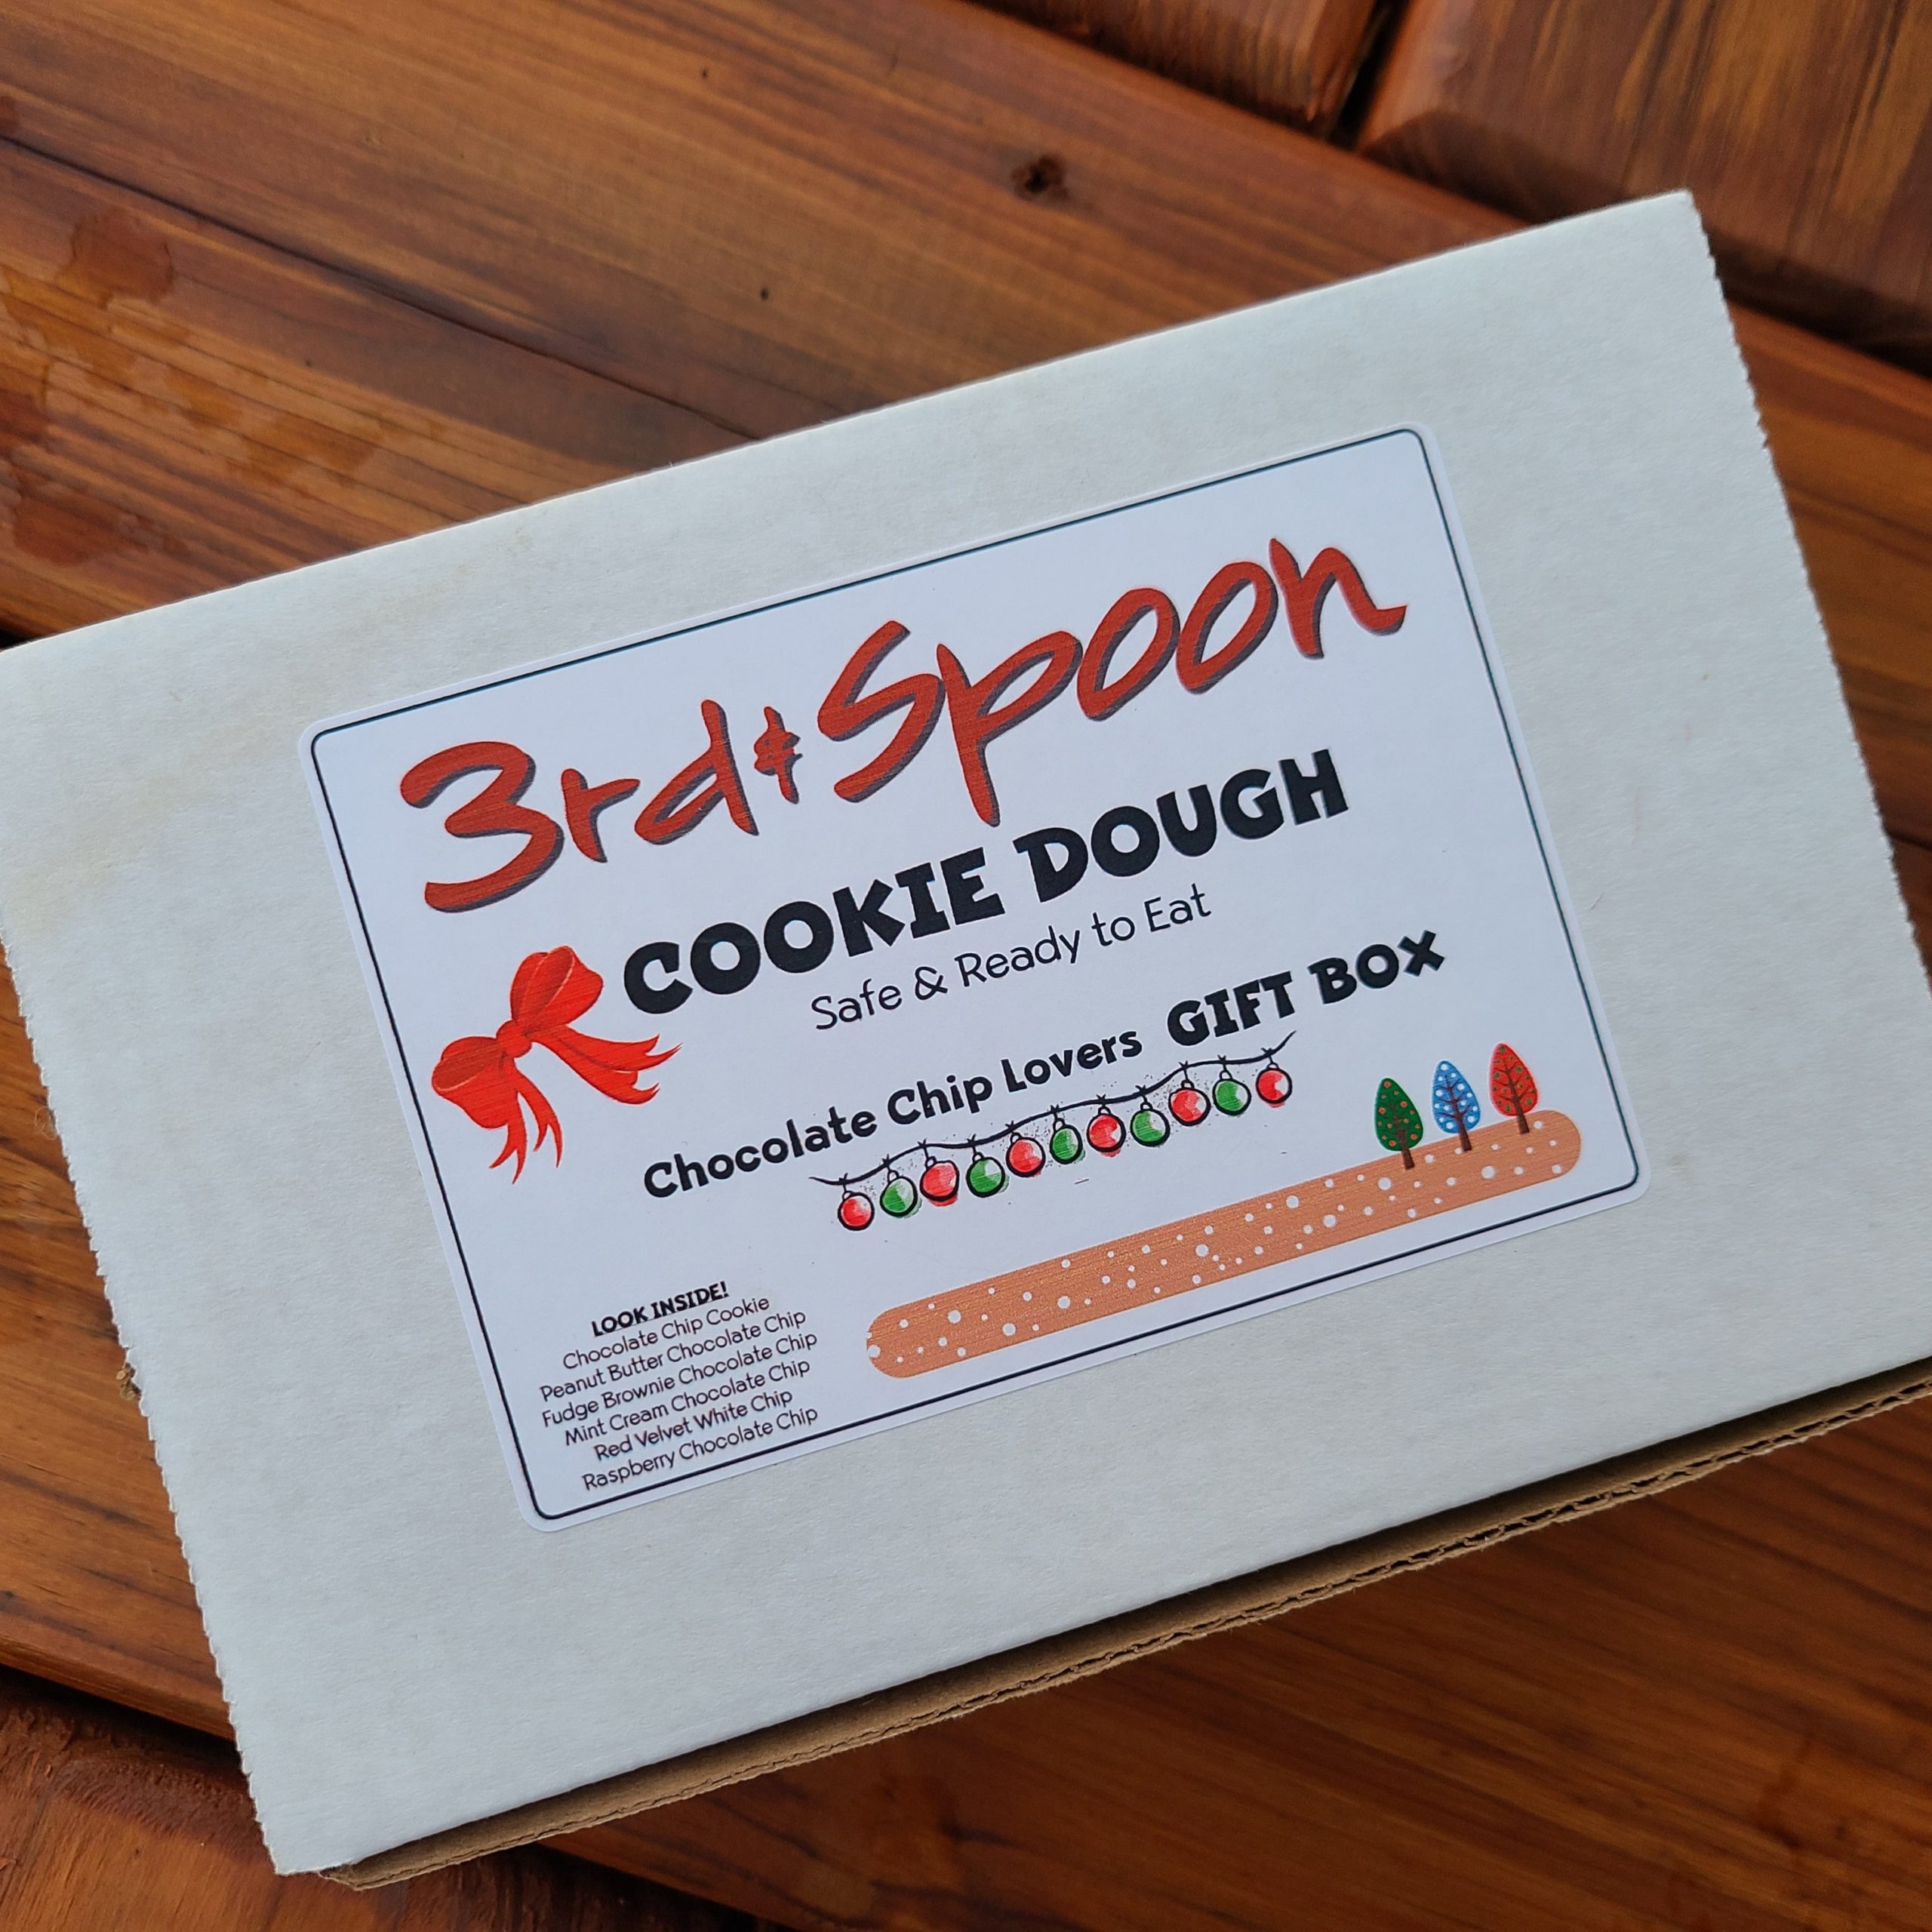 3rd & Spoon
COOKIE DOUGH
Safe & Ready to Eat
Chocolate Chip Lovers GIFT BOX
LOOK INSIDE!
Chocolate Chip Cookie
Peanut Butter Chocolate Chip
Fudge Brownie Chocolate Chip
Mint Cream Chocolate Chip
Red Velvet White Chip
Raspberry Chocolate Chip